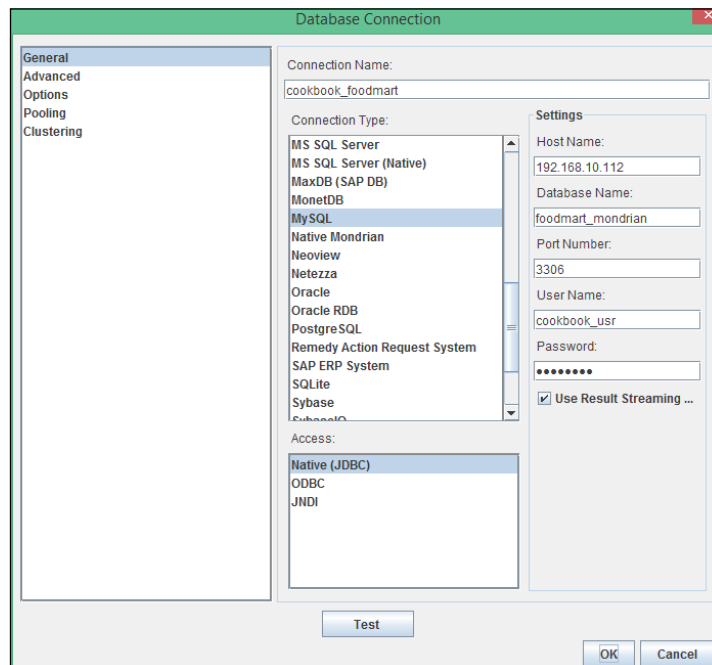 Database Connection
General
Advanced
Options
Pooling
Clustering
Connection Name:
cookbook_foodmart
Connection Type:
MS SQL Server
MS SQL Server (Native)
MaxDB (SAP DB)
MonetDB
MySQL
Native Mondrian
Neoview
Netezza
Oracle
Oracle RDB
PostgreSQL
Remedy Action Request System
SAP ERP System
SQLite
Sybase
SybaseIQ
Access:
Native (JDBC)
ODBC
JNDI
Settings
Host Name:
192.168.10.112
Database Name:
foodmart_mondrian
Port Number:
3306
User Name:
cookbook_usr
Password:
••••••••
Use Result Streaming ...
Test
OK
Cancel